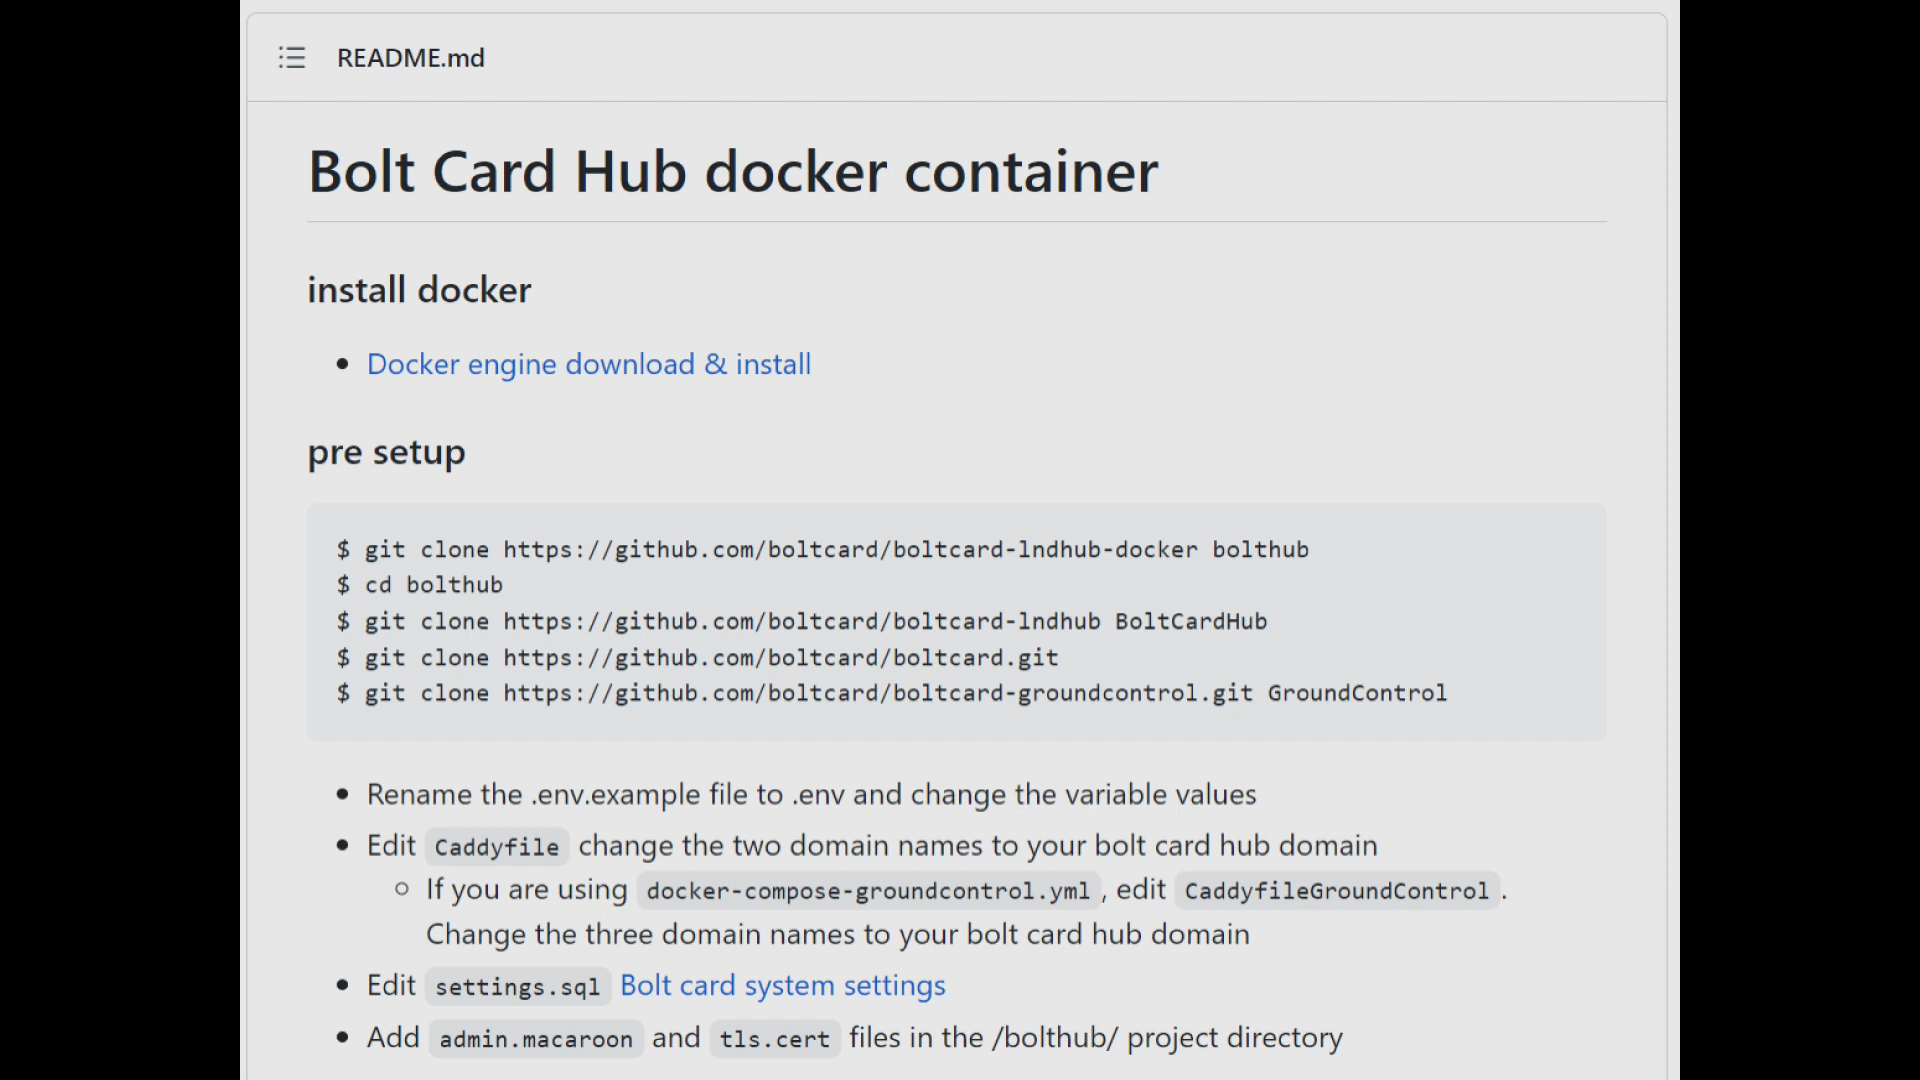 README.md
Bolt Card Hub docker container
install docker
Docker engine download & install
pre setup
$ git clone https://github.com/boltcard/boltcard-lndhub-docker bolthub
$ cd bolthub
$ git clone https://github.com/boltcard/boltcard-lndhub BoltCardHub
$ git clone https://github.com/boltcard/boltcard.git
$ git clone https://github.com/boltcard/boltcard-groundcontrol.git GroundControl
Rename the .env.example file to .env and change the variable values
Edit Caddyfile change the two domain names to your bolt card hub domain
If you are using docker-compose-groundcontrol.yml, edit CaddyfileGroundControl.
Change the three domain names to your bolt card hub domain
Edit settings.sql Bolt card system settings
Add admin.macaroon and tls.cert files in the /bolthub/ project directory